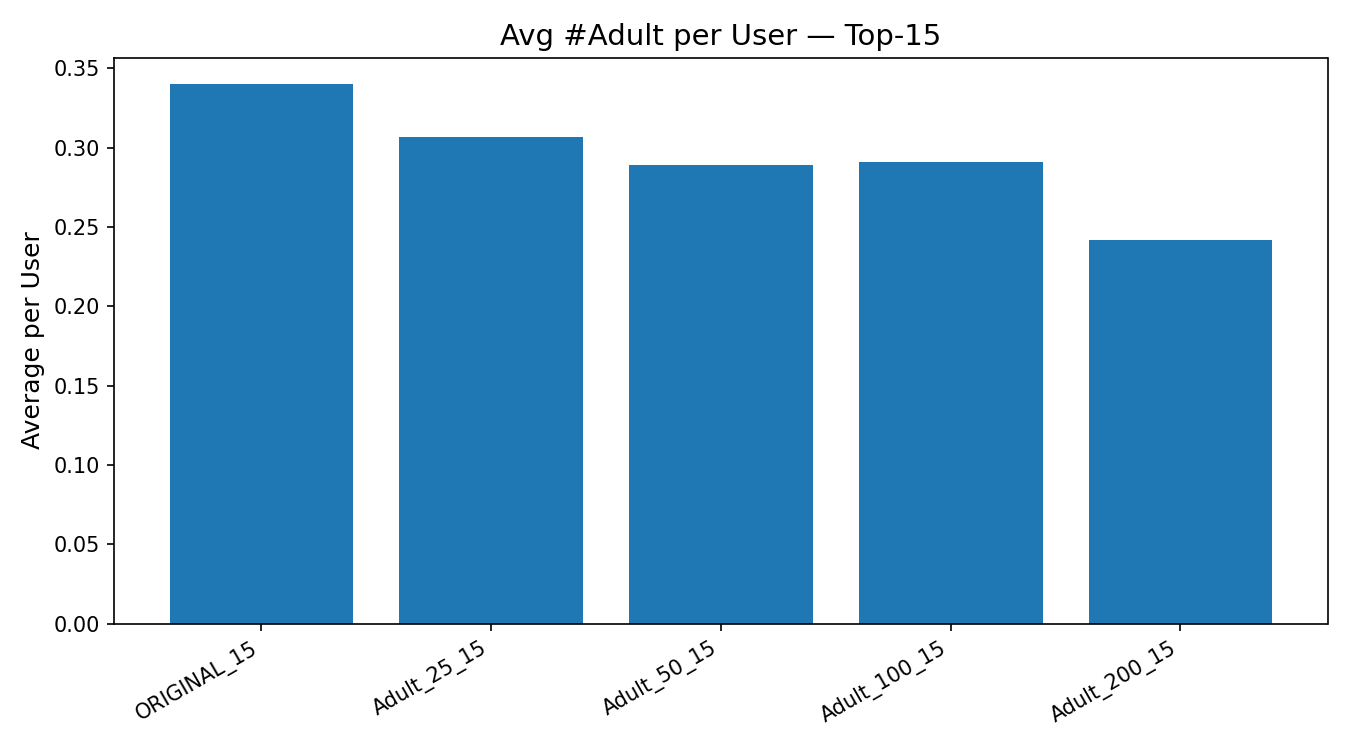 Avg #Adult per User — Top-15
Average per User
0.35
0.30
0.25
0.20
0.15
0.10
0.05
0.00
ORIGINAL_15
Adult_25_15
Adult_50_15
Adult_100_15
Adult_200_15